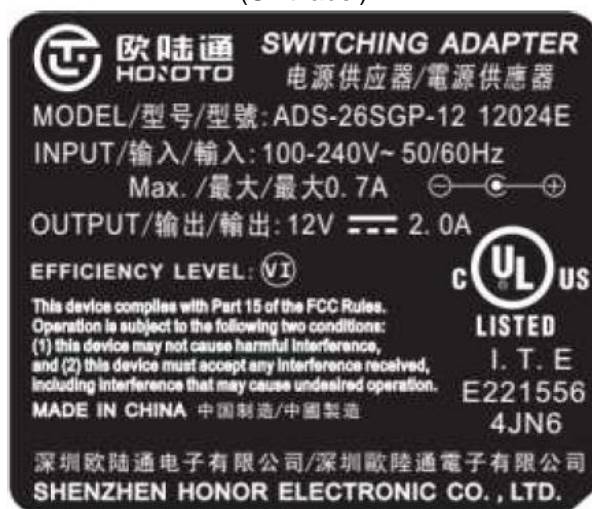 欧陆通 SWITCHING ADAPTER
HONOTO 电源供应器/電源供應器
MODEL/型号/型號: ADS-26SGP-12 12024E
INPUT/输入/輸入: 100-240V~ 50/60Hz
Max. /最大/最大0. 7A
OUTPUT/输出/輸出: 12V 2. 0A
EFFICIENCY LEVEL: VI
This device complies with Part 15 of the FCC Rules.
Operation is subject to the following two conditions:
(1) this device may not cause harmful interference,
and (2) this device must accept any interference received,
including interference that may cause undesired operation.
MADE IN CHINA 中国制造/中國製造
C UL US
LISTED
I. T. E
E221556
4JN6
深圳欧陆通电子有限公司/深圳歐陸通電子有限公司
SHENZHEN HONOR ELECTRONIC CO. , LTD.